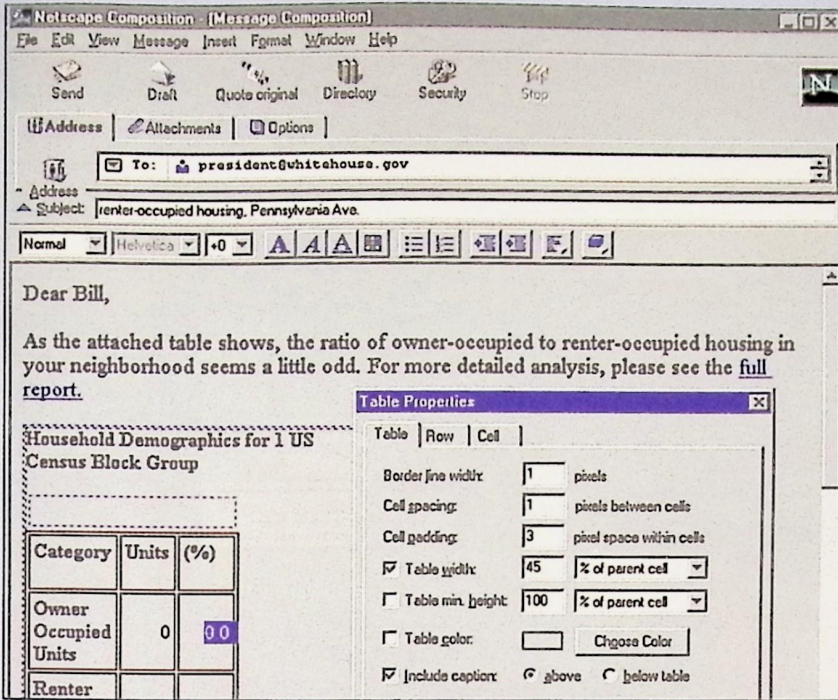 Netscape Composition - [Message Composition]
File Edit View Message Insert Format Window Help
Send Draft Quote original Directory Security Stop
N
Address Attachments Options
To: president@whitehouse.gov
Address
Subject: renter-occupied housing, Pennsylvania Ave.
Normal Helvetica +0 A A A
Dear Bill,
As the attached table shows, the ratio of owner-occupied to renter-occupied housing in
your neighborhood seems a little odd. For more detailed analysis, please see the full
report.
Household Demographics for 1 US
Census Block Group
Category Units (%)
Owner
Occupied
Units 0 0 0
Renter
Table Properties
Table Row Cell
Border line width: 1 pixels
Cell spacing: 1 pixels between cells
Cell padding: 3 pixel space within cells
Table width: 45 % of parent cell
Table min. height: 100 % of parent cell
Table color: Choose Color
Include caption: above below table